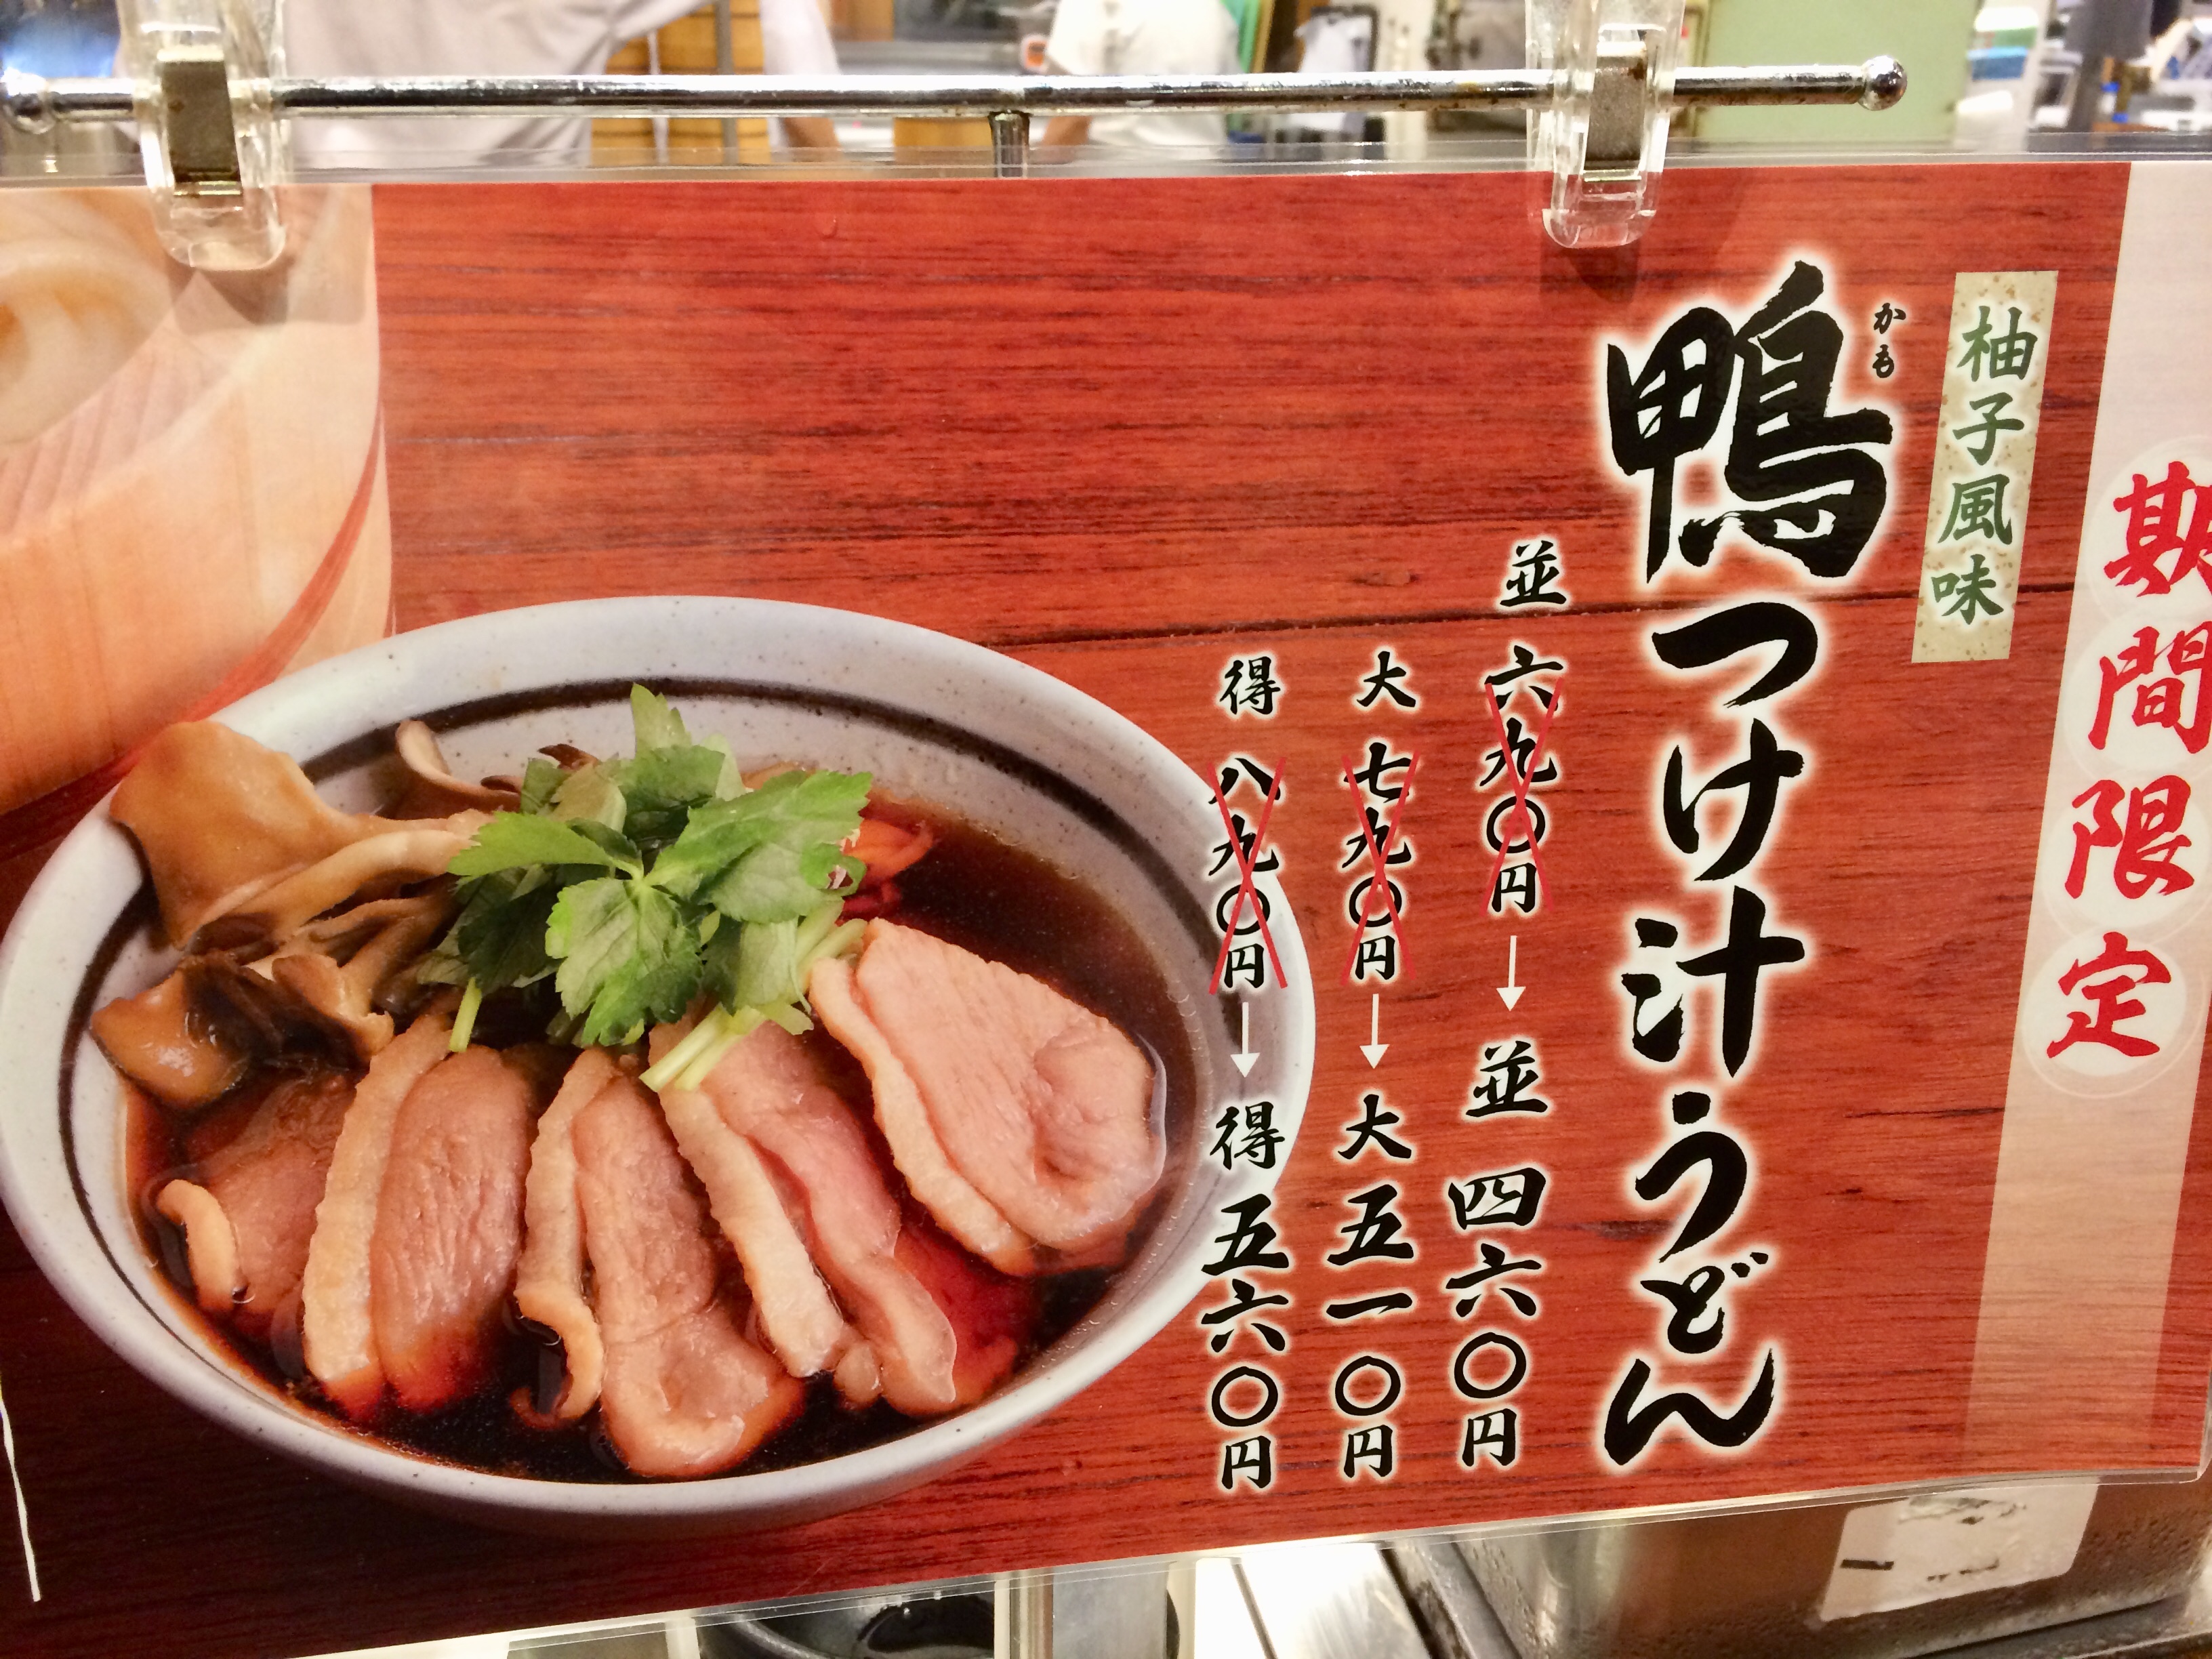 期間限定
柚子風味
かも
鴨つけ汁うどん
並 六九〇円→並 四六〇円
大 七九〇円→大 五一〇円
得 八九〇円→得 五六〇円